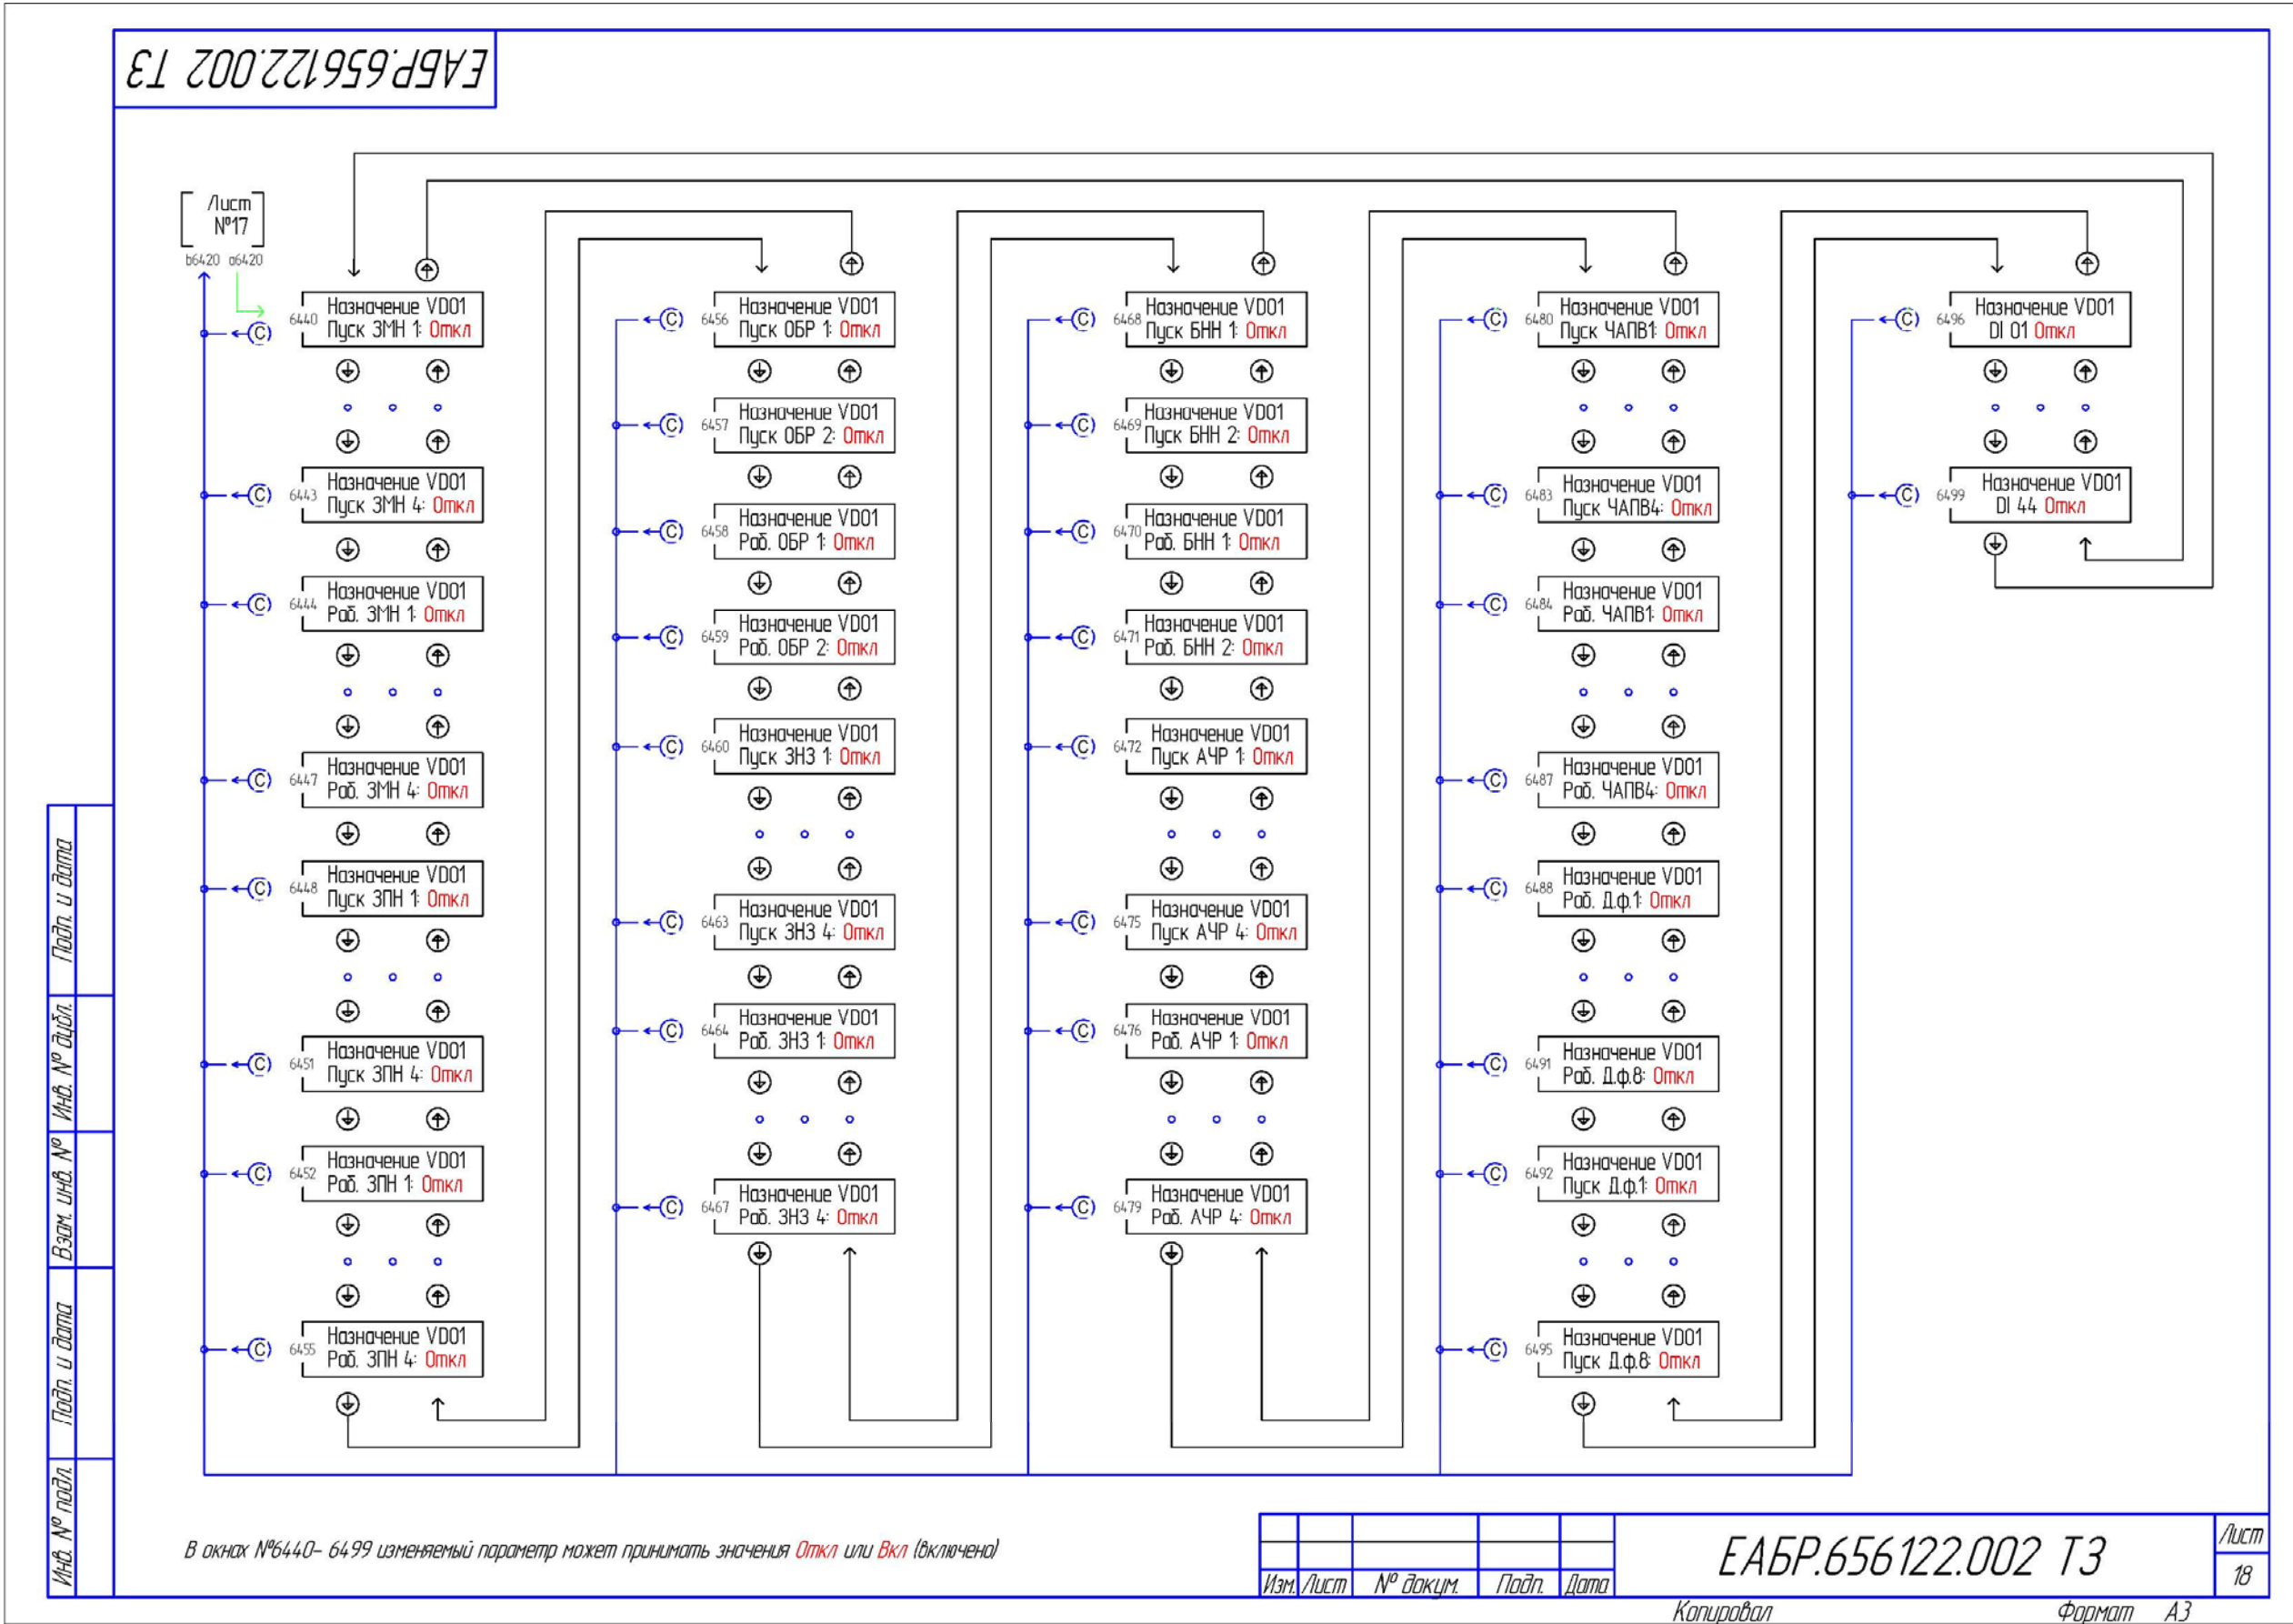 ЕАБР.656122.002 ТЗ
Лист
№17
b6420 a6420
6440
Назначение VD01
Пуск ЗМН 1: Откл
С
6443
Назначение VD01
Пуск ЗМН 4: Откл
С
6444
Назначение VD01
Раб. ЗМН 1: Откл
С
6447
Назначение VD01
Раб. ЗМН 4: Откл
С
6448
Назначение VD01
Пуск ЗПН 1: Откл
С
6451
Назначение VD01
Пуск ЗПН 4: Откл
С
6452
Назначение VD01
Раб. ЗПН 1: Откл
С
6455
Назначение VD01
Раб. ЗПН 4: Откл
С
6456
Назначение VD01
Пуск ОБР 1: Откл
С
6457
Назначение VD01
Пуск ОБР 2: Откл
С
6458
Назначение VD01
Раб. ОБР 1: Откл
С
6459
Назначение VD01
Раб. ОБР 2: Откл
С
6460
Назначение VD01
Пуск ЗНЗ 1: Откл
С
6463
Назначение VD01
Пуск ЗНЗ 4: Откл
С
6464
Назначение VD01
Раб. ЗНЗ 1: Откл
С
6467
Назначение VD01
Раб. ЗНЗ 4: Откл
С
6468
Назначение VD01
Пуск БНН 1: Откл
С
6469
Назначение VD01
Пуск БНН 2: Откл
С
6470
Назначение VD01
Раб. БНН 1: Откл
С
6471
Назначение VD01
Раб. БНН 2: Откл
С
6472
Назначение VD01
Пуск АЧР 1: Откл
С
6475
Назначение VD01
Пуск АЧР 4: Откл
С
6476
Назначение VD01
Раб. АЧР 1: Откл
С
6479
Назначение VD01
Раб. АЧР 4: Откл
С
6480
Назначение VD01
Пуск ЧАПВ1: Откл
С
6483
Назначение VD01
Пуск ЧАПВ4: Откл
С
6484
Назначение VD01
Раб. ЧАПВ1: Откл
С
6487
Назначение VD01
Раб. ЧАПВ4: Откл
С
6488
Назначение VD01
Раб. Д.ф.1: Откл
С
6491
Назначение VD01
Раб. Д.ф.8: Откл
С
6492
Назначение VD01
Пуск Д.ф.1: Откл
С
6495
Назначение VD01
Пуск Д.ф.8: Откл
С
6496
Назначение VD01
DI 01 Откл
С
6499
Назначение VD01
DI 44 Откл
С
Подп. и дата
Инв. № дубл.
Взам. инв. №
Подп. и дата
Инв. № подл.
В окнах №6440- 6499 изменяемый параметр может принимать значения Откл или Вкл (включено)
Изм. Лист № докум. Подп. Дата
ЕАБР.656122.002 ТЗ
Лист
18
Копировал Формат А3